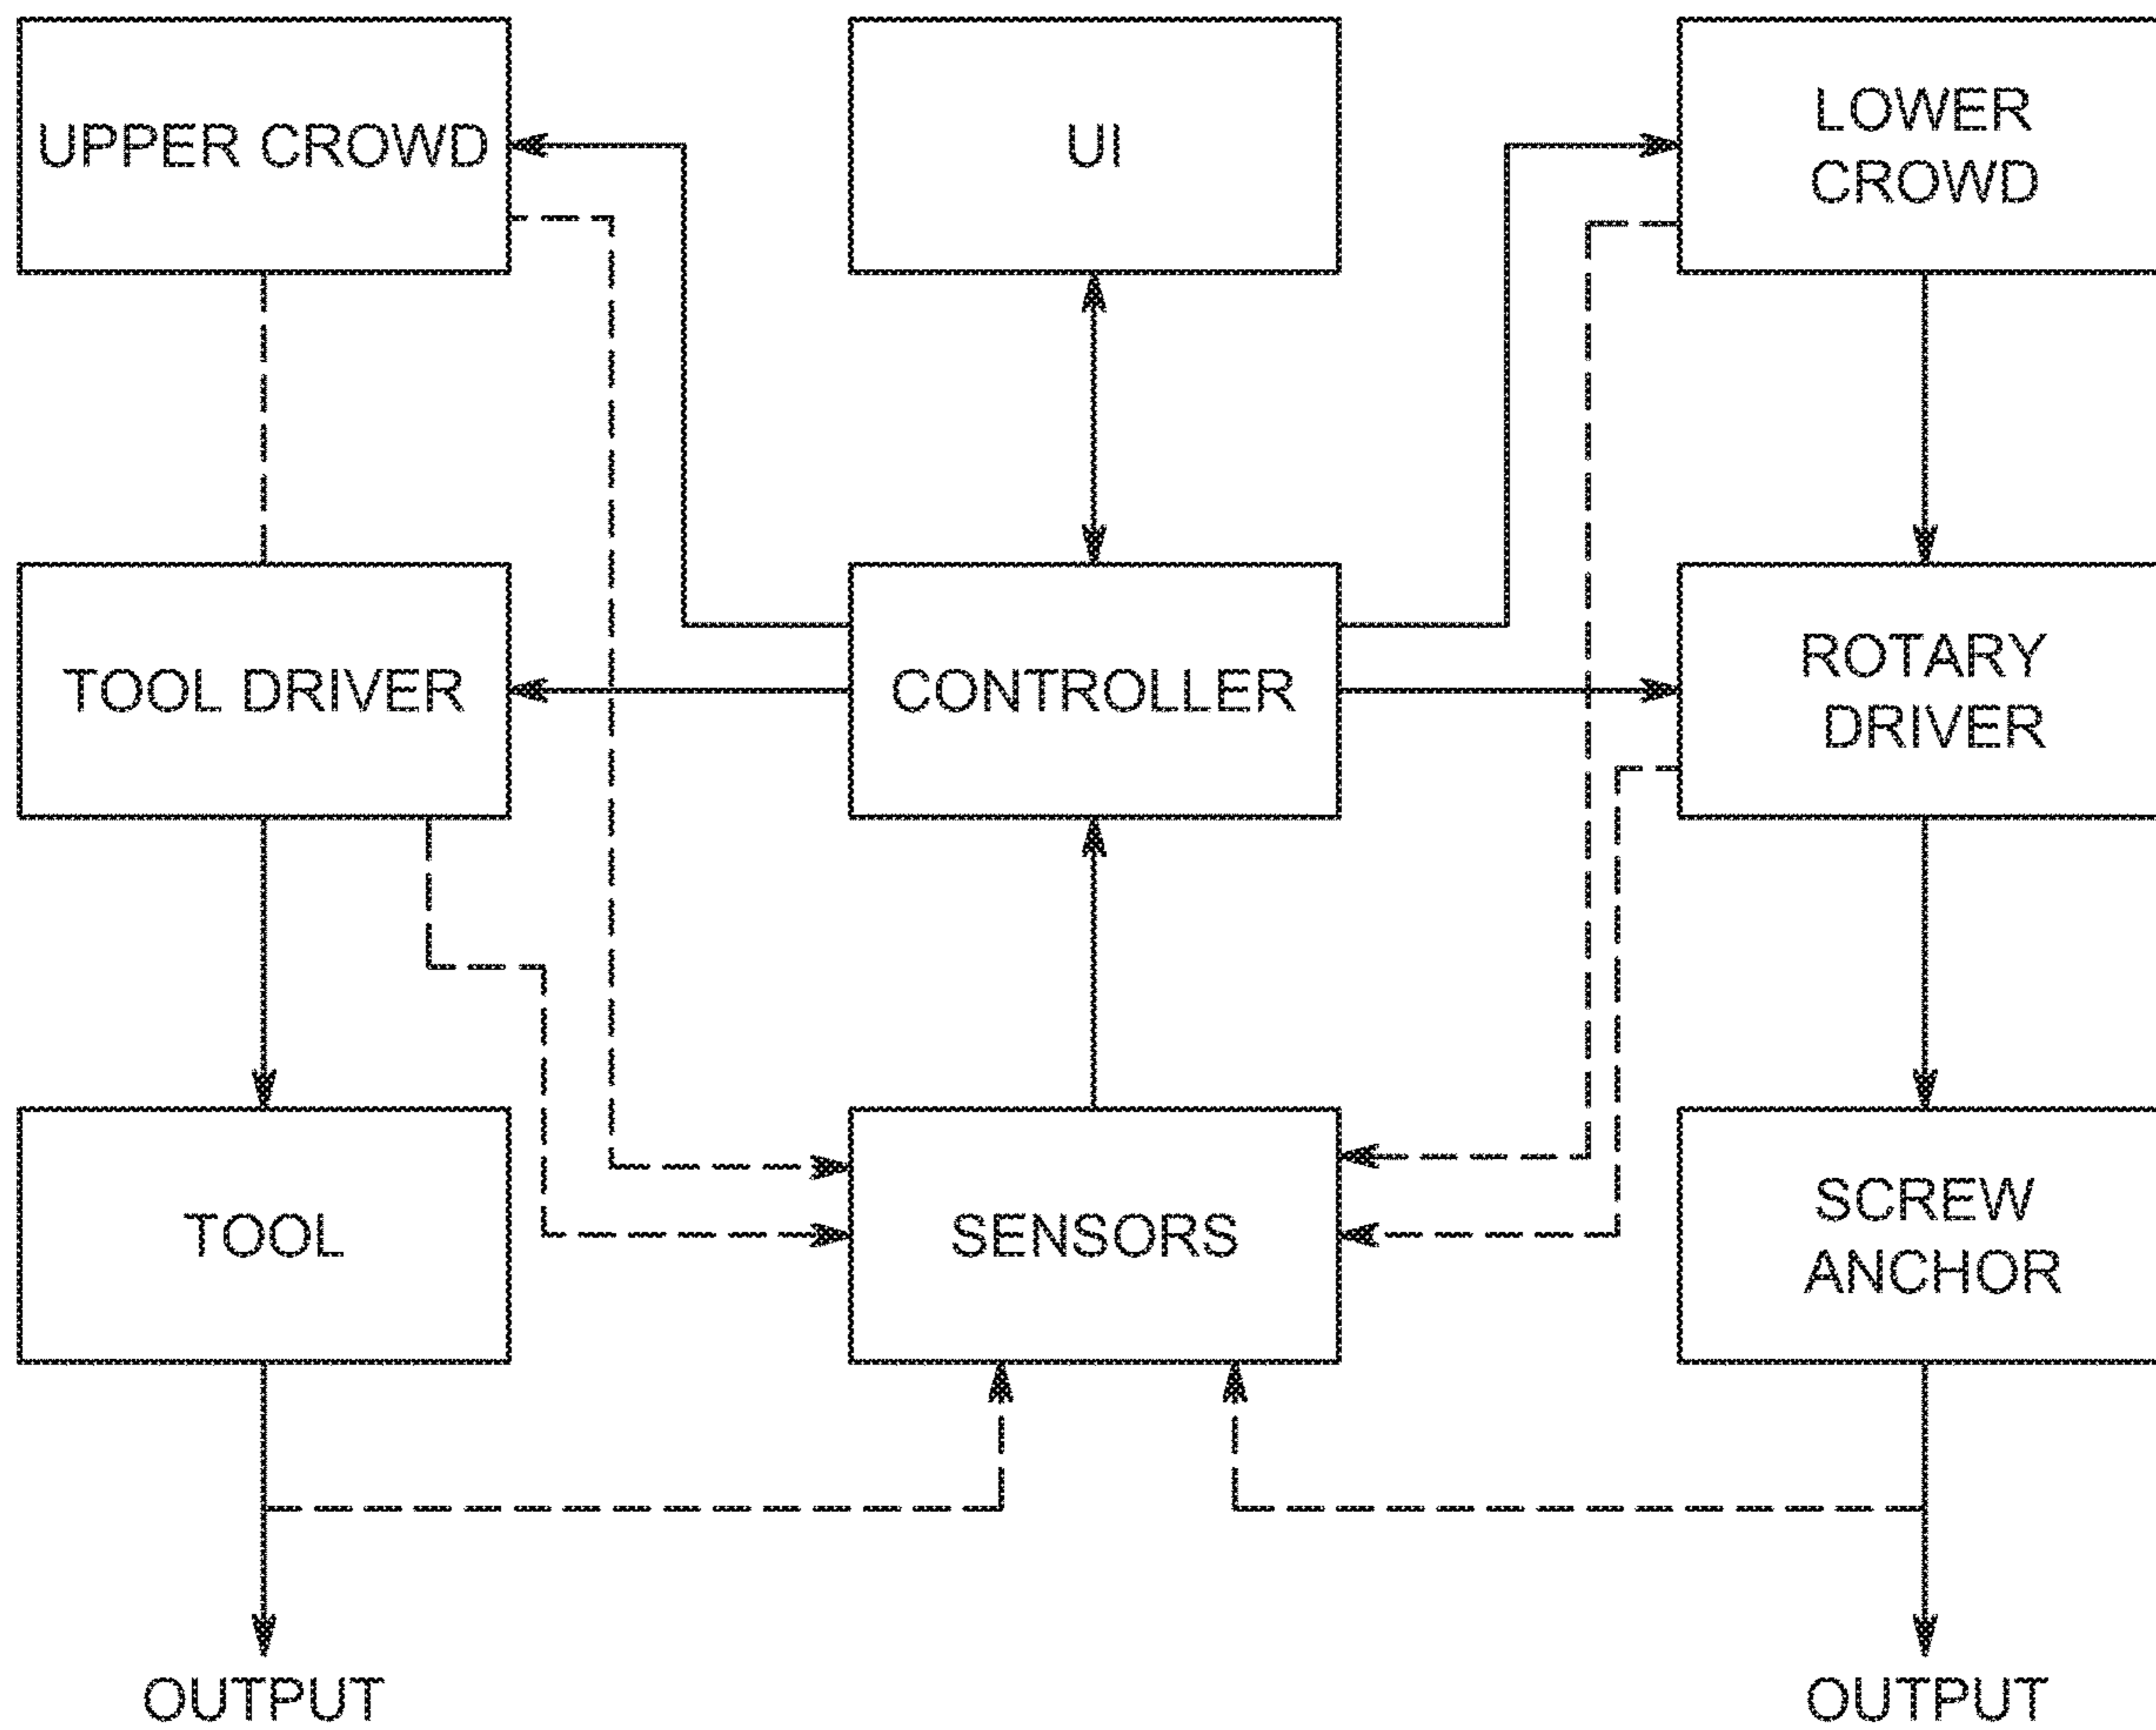 UPPER CROWD
UI
LOWER
CROWD
TOOL DRIVER
CONTROLLER
ROTARY
DRIVER
TOOL
SENSORS
SCREW
ANCHOR
OUTPUT
OUTPUT